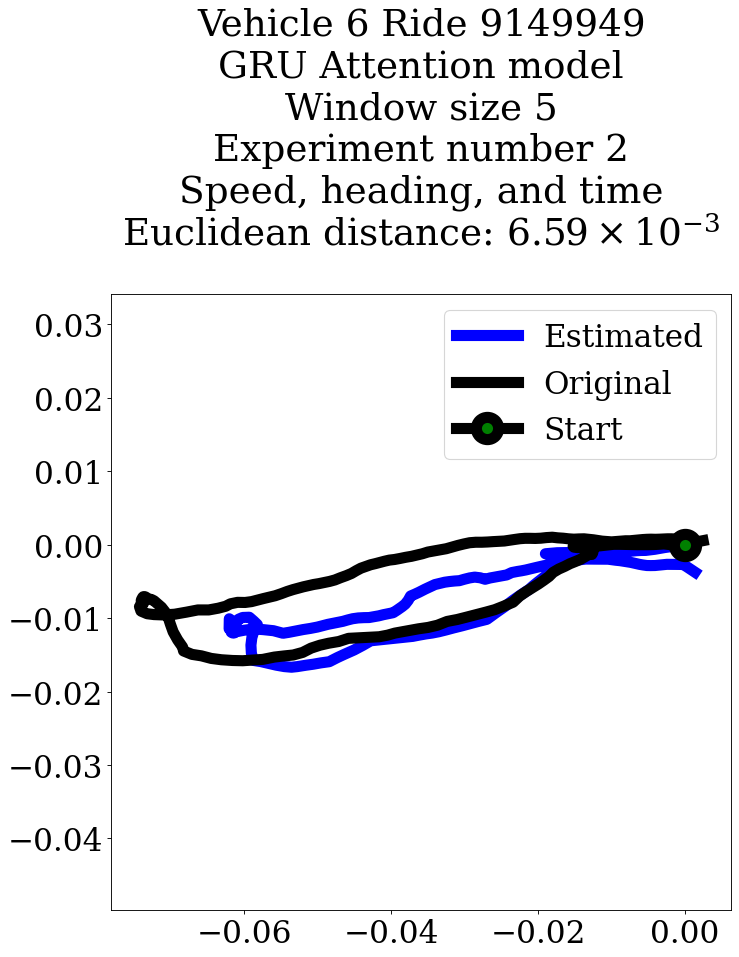 Vehicle 6 Ride 9149949
GRU Attention model
Window size 5
Experiment number 2
Speed, heading, and time
Euclidean distance: 6.59 × 10⁻³
Estimated
Original
Start
0.03
0.02
0.01
0.00
−0.01
−0.02
−0.03
−0.04
−0.06 −0.04 −0.02 0.00